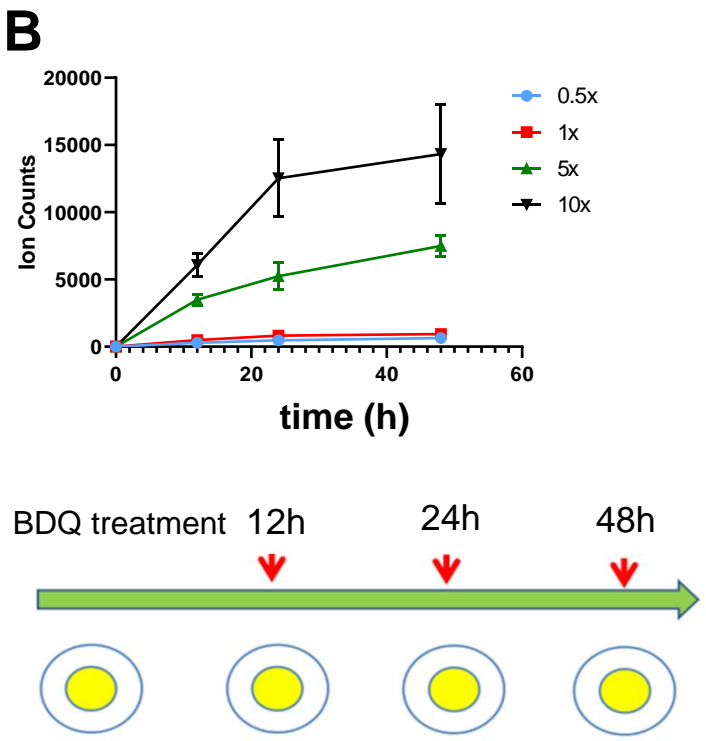 B
20000
15000
10000
5000
0
Ion Counts
0 20 40 60
time (h)
0.5x
1x
5x
10x
BDQ treatment 12h 24h 48h